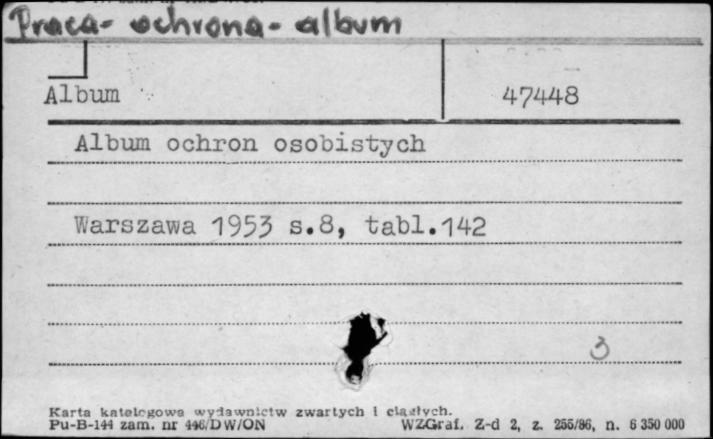 Praca - ochrona - album
Album 47448
Album ochron osobistych
Warszawa 1953 s.8, tabl.142
3
Karta katalogowa wydawnictw zwartych i ciągłych.
Pu-B-144 zam. nr 446/DW/ON WZGraf. Z-d 2, z. 256/86, n. 6 350 000